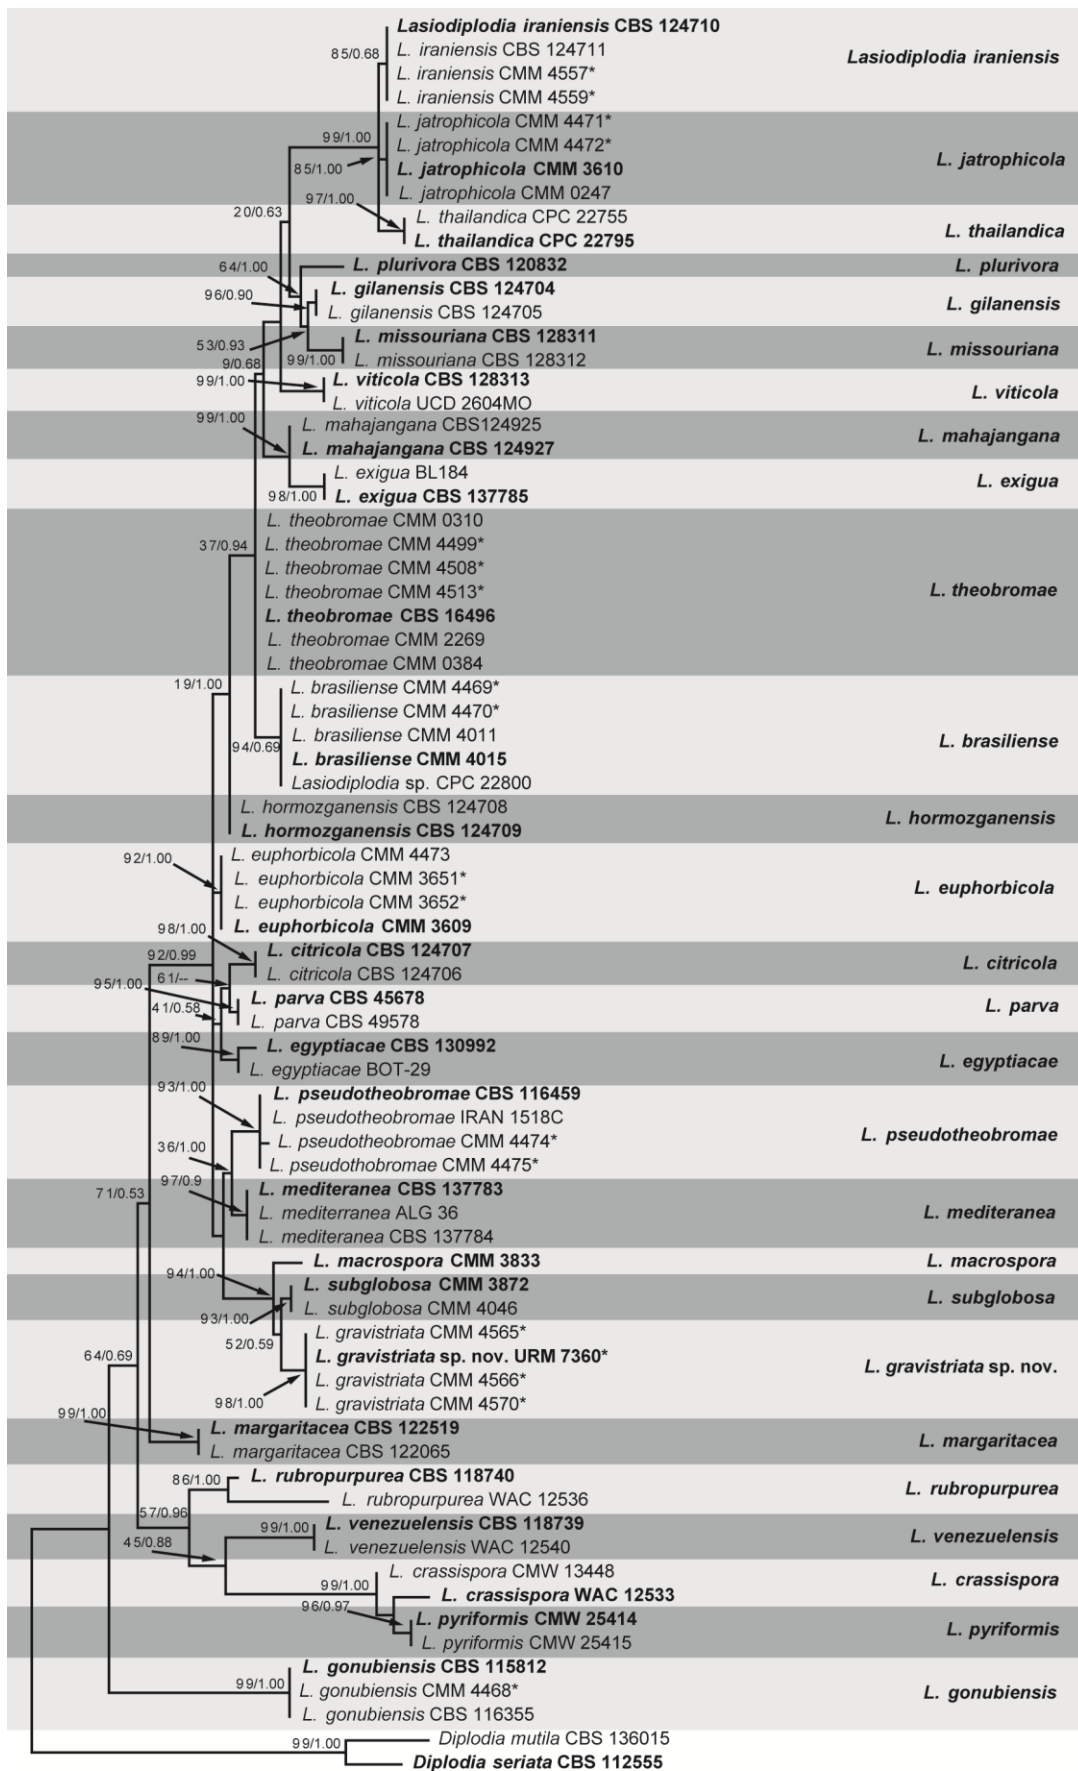 Lasiodiplodia iraniensis CBS 124710
85/0.68
L. iraniensis CBS 124711
Lasiodiplodia iraniensis
L. iraniensis CMM 4557*
L. iraniensis CMM 4559*
L. jatrophicola CMM 4471*
99/1.00
L. jatrophicola CMM 4472*
L. jatrophicola
85/1.00
L. jatrophicola CMM 3610
L. jatrophicola CMM 0247
97/1.00
20/0.63
L. thailandica CPC 22755
L. thailandica
L. thailandica CPC 22795
64/1.00
L. plurivora CBS 120832
L. plurivora
96/0.90
L. gilanensis CBS 124704
L. gilanensis
L. gilanensis CBS 124705
L. missouriana CBS 128311
53/0.93
L. missouriana
9/0.68
99/1.00
L. missouriana CBS 128312
99/1.00
L. viticola CBS 128313
L. viticola
L. viticola UCD 2604MO
99/1.00
L. mahajangana CBS124925
L. mahajangana
L. mahajangana CBS 124927
L. exigua BL184
L. exigua
98/1.00
L. exigua CBS 137785
L. theobromae CMM 0310
37/0.94
L. theobromae CMM 4499*
L. theobromae CMM 4508*
L. theobromae CMM 4513*
L. theobromae
L. theobromae CBS 16496
L. theobromae CMM 2269
L. theobromae CMM 0384
19/1.00
L. brasiliense CMM 4469*
L. brasiliense CMM 4470*
L. brasiliense CMM 4011
L. brasiliense
94/0.69
L. brasiliense CMM 4015
Lasiodiplodia sp. CPC 22800
L. hormozganensis CBS 124708
L. hormozganensis
L. hormozganensis CBS 124709
92/1.00
L. euphorbicola CMM 4473
L. euphorbicola CMM 3651*
L. euphorbicola
L. euphorbicola CMM 3652*
L. euphorbicola CMM 3609
98/1.00
92/0.99
L. citricola CBS 124707
L. citricola
61/--
L. citricola CBS 124706
95/1.00
L. parva CBS 45678
L. parva
41/0.58
L. parva CBS 49578
89/1.00
L. egyptiacae CBS 130992
L. egyptiacae
L. egyptiacae BOT-29
93/1.00
L. pseudotheobromae CBS 116459
L. pseudotheobromae IRAN 1518C
L. pseudotheobromae
L. pseudotheobromae CMM 4474*
36/1.00
L. pseudothobromae CMM 4475*
97/0.9
L. mediteranea CBS 137783
71/0.53
L. mediterranea ALG 36
L. mediteranea
L. mediteranea CBS 137784
L. macrospora CMM 3833
L. macrospora
94/1.00
L. subglobosa CMM 3872
L. subglobosa
L. subglobosa CMM 4046
93/1.00
L. gravistriata CMM 4565*
52/0.59
64/0.69
L. gravistriata sp. nov. URM 7360*
L. gravistriata sp. nov.
L. gravistriata CMM 4566*
98/1.00
L. gravistriata CMM 4570*
99/1.00
L. margaritacea CBS 122519
L. margaritacea
L. margaritacea CBS 122065
86/1.00
L. rubropurpurea CBS 118740
L. rubropurpurea
L. rubropurpurea WAC 12536
57/0.96
99/1.00
L. venezuelensis CBS 118739
L. venezuelensis
45/0.88
L. venezuelensis WAC 12540
L. crassispora CMW 13448
L. crassispora
99/1.00
L. crassispora WAC 12533
96/0.97
L. pyriformis CMW 25414
L. pyriformis
L. pyriformis CMW 25415
L. gonubiensis CBS 115812
99/1.00
L. gonubiensis CMM 4468*
L. gonubiensis
L. gonubiensis CBS 116355
Diplodia mutila CBS 136015
99/1.00
Diplodia seriata CBS 112555